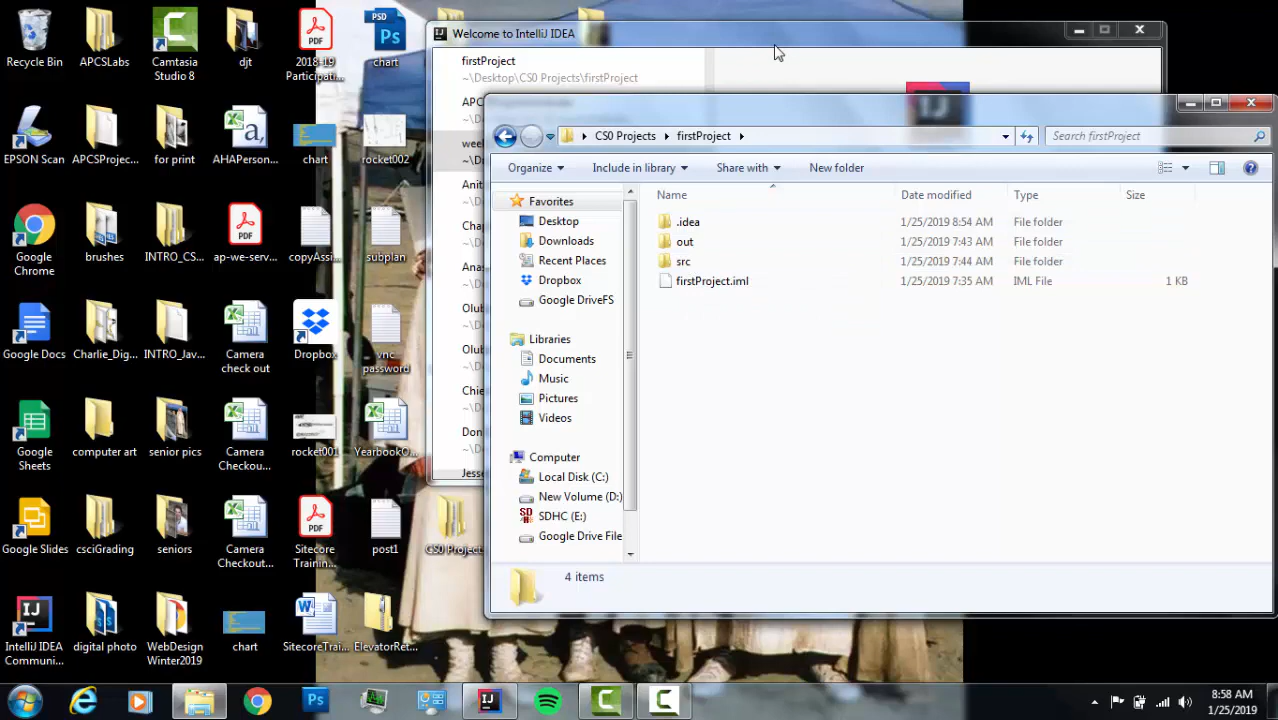 Recycle Bin
APCSLabs
Camtasia
Studio 8
djt
2018-19
Participati...
chart
EPSON Scan
APCSProjec...
for print
AHAPerson...
chart
rocket002
Google
Chrome
brushes
INTRO_CS...
ap-we-serv...
copyAssi...
subplan
Google Docs
Charlie_Dig...
INTRO_Jav...
Camera
check out
Dropbox
vnc
password
Google
Sheets
computer art
senior pics
Camera
Checkou...
rocket001
YearbookO...
Google Slides
csciGrading
seniors
Camera
Checkout...
Sitecore
Trainin...
post1
CS0 Project
IntelliJ IDEA
Communi...
digital photo
WebDesign
Winter2019
chart
SitecoreTrai...
ElevatorRet...
Welcome to IntelliJ IDEA
firstProject
~\Desktop\CS0 Projects\firstProject
APC
wee
~\De
Anit
Cha
Ana
Olub
Olub
Chie
Don
Jesse
CS0 Projects
firstProject
Search firstProject
Organize
Include in library
Share with
New folder
Name
Date modified
Type
Size
.idea 1/25/2019 8:54 AM File folder
out 1/25/2019 7:43 AM File folder
src 1/25/2019 7:44 AM File folder
firstProject.iml 1/25/2019 7:35 AM IML File 1 KB
Favorites
Desktop
Downloads
Recent Places
Dropbox
Google DriveFS
Libraries
Documents
Music
Pictures
Videos
Computer
Local Disk (C:)
New Volume (D:)
SDHC (E:)
Google Drive File
4 items
8:58 AM
1/25/2019